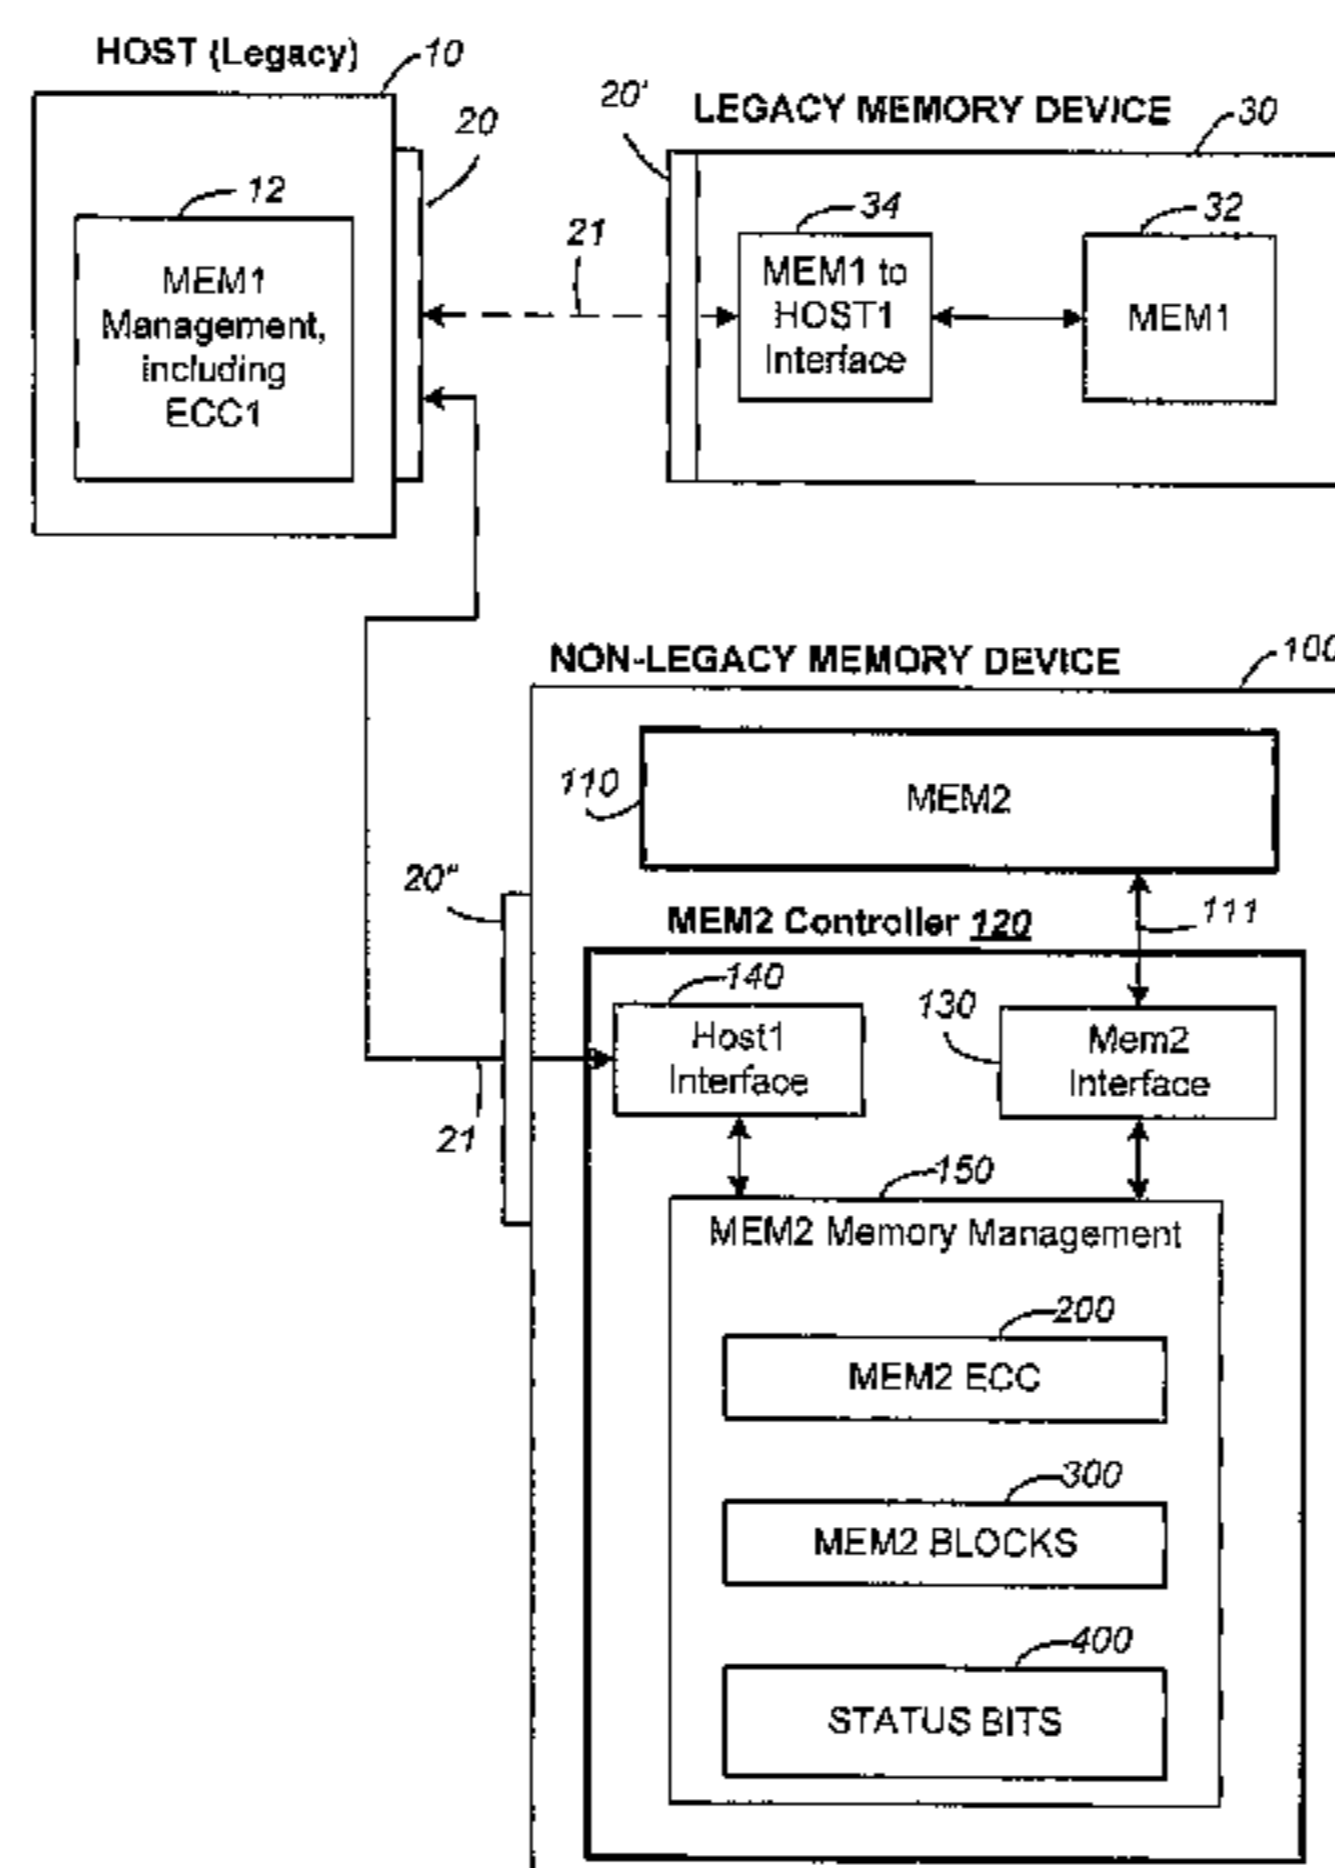 HOST (Legacy)
10
20
12
MEM1
Management,
including
ECC1
21
20'
LEGACY MEMORY DEVICE
30
34
MEM1 to
HOST1
Interface
32
MEM1
NON-LEGACY MEMORY DEVICE
100
110
MEM2
20"
MEM2 Controller 120
111
140
Host1
Interface
130
Mem2
Interface
21
150
MEM2 Memory Management
200
MEM2 ECC
300
MEM2 BLOCKS
400
STATUS BITS